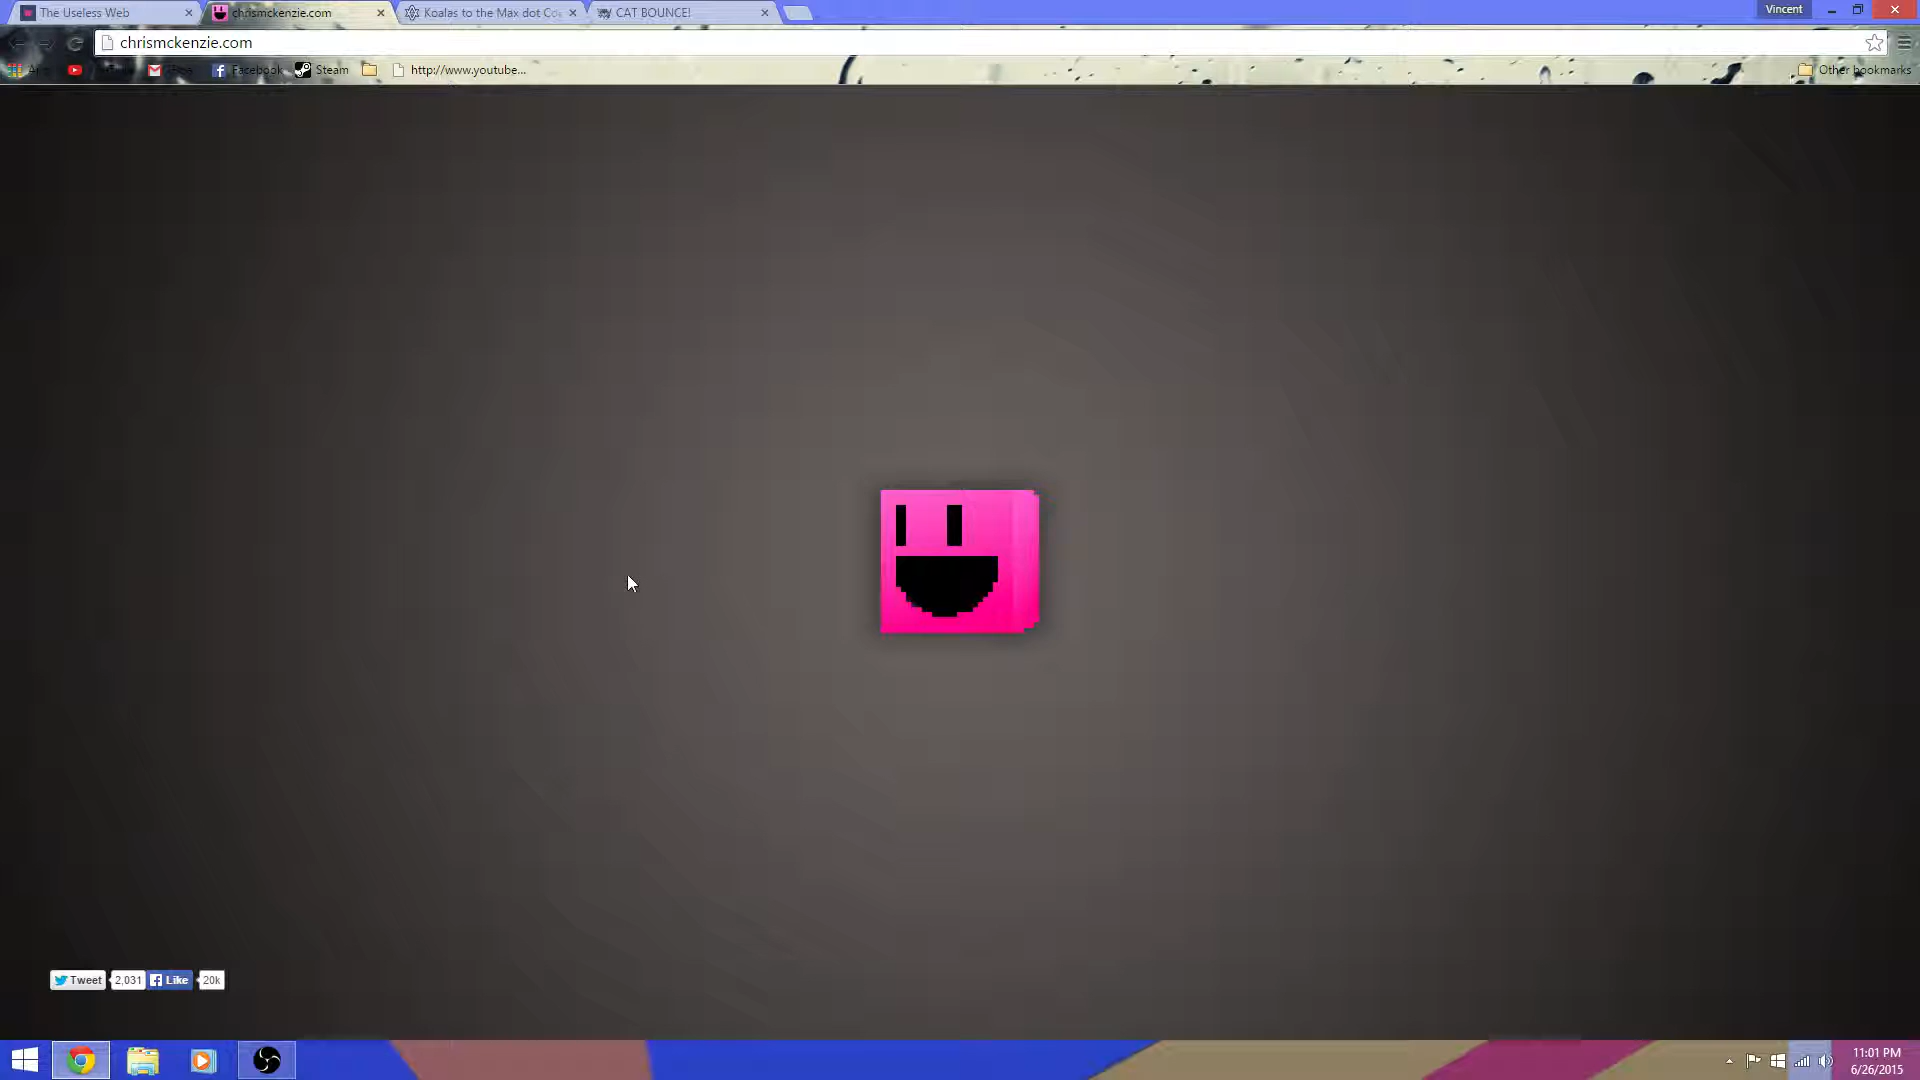 The Useless Web
chrismckenzie.com
Koalas to the Max dot Co
CAT BOUNCE!
Vincent
chrismckenzie.com
Facebook
Steam
http://www.youtube...
Other bookmarks
Tweet
2,031
Like
20k
11:01 PM
6/26/2015